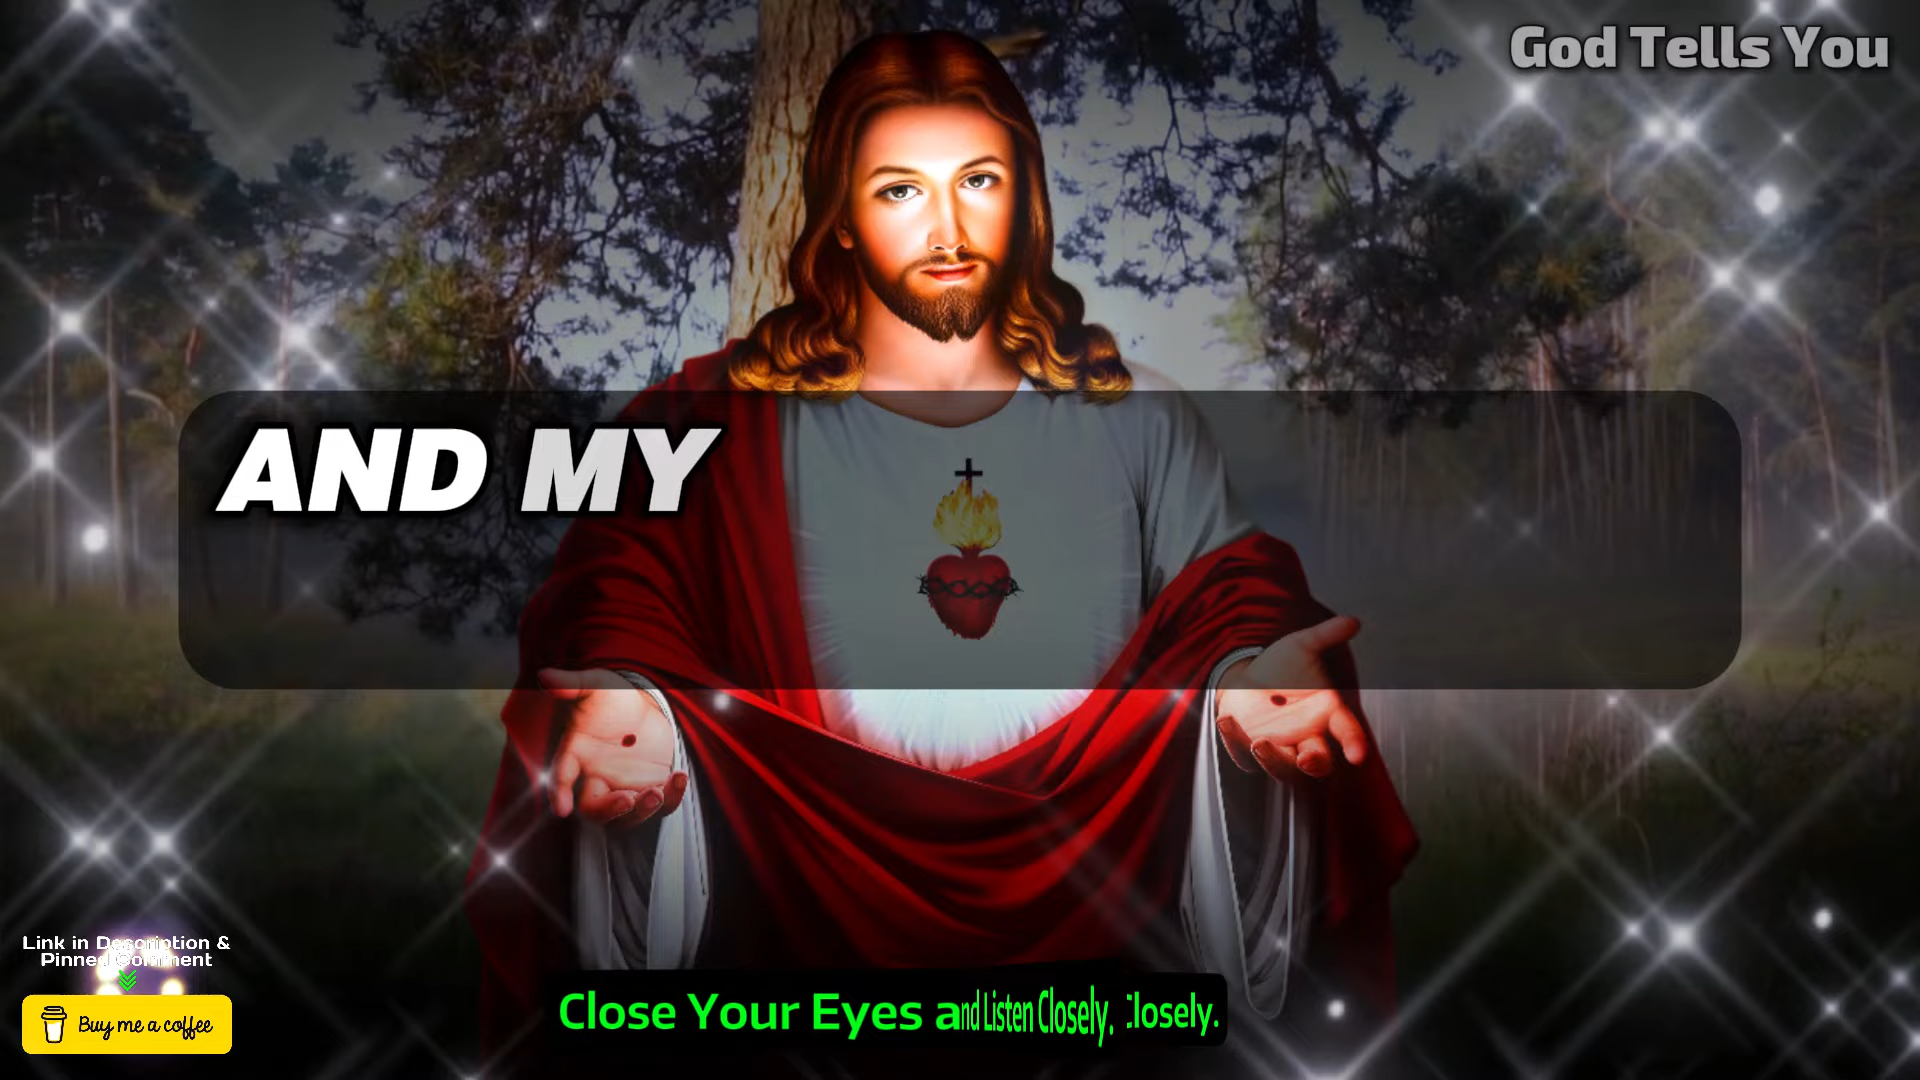 God Tells You
AND MY
Link in Description &
Pinned Comment
Buy me a coffee
Close Your Eyes and Listen Closely. Closely.